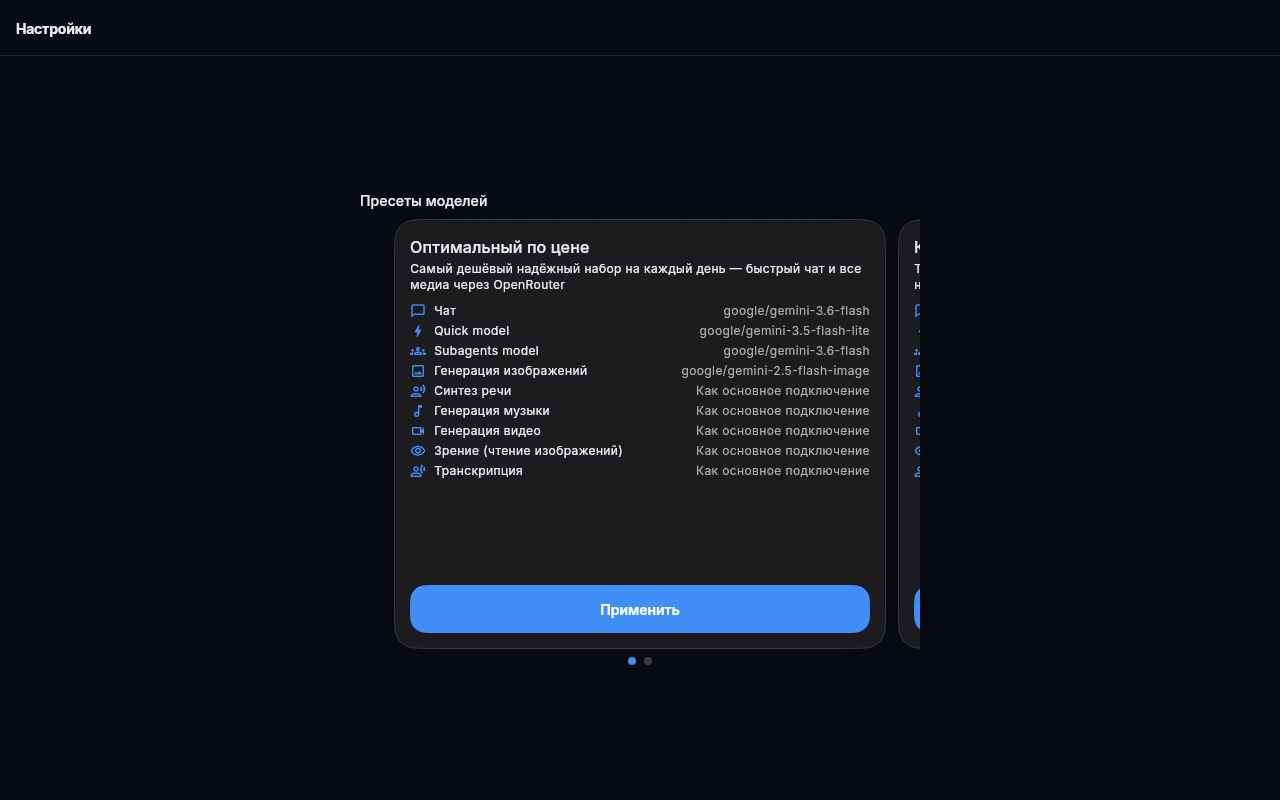 Настройки
Пресеты моделей
Оптимальный по цене
Самый дешёвый надёжный набор на каждый день — быстрый чат и все
медиа через OpenRouter
Чат google/gemini-3.6-flash
Quick model google/gemini-3.5-flash-lite
Subagents model google/gemini-3.6-flash
Генерация изображений google/gemini-2.5-flash-image
Синтез речи Как основное подключение
Генерация музыки Как основное подключение
Генерация видео Как основное подключение
Зрение (чтение изображений) Как основное подключение
Транскрипция Как основное подключение
Применить